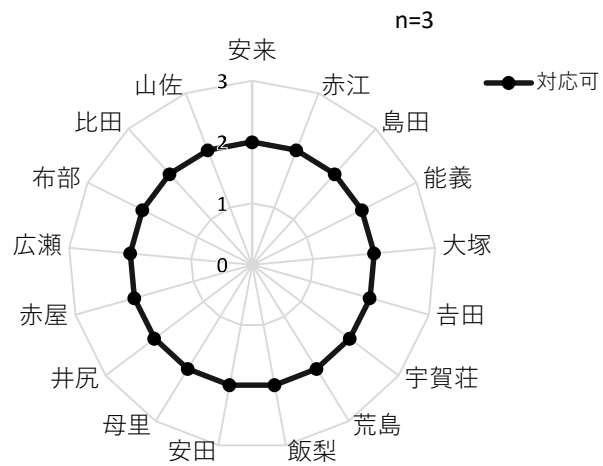 n=3
安来
対応可
赤江
島田
能義
大塚
吉田
宇賀荘
荒島
飯梨
安田
母里
井尻
赤屋
広瀬
布部
比田
山佐
3
2
1
0